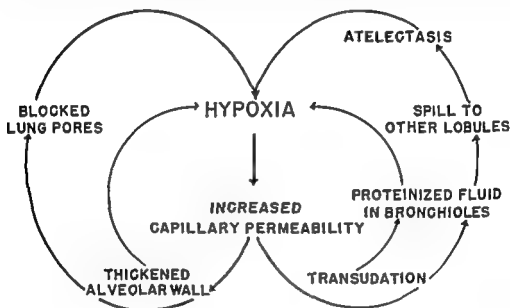 ATELECTASIS
HYPOXIA
BLOCKED
LUNG PORES
SPILL TO
OTHER LOBULES
INCREASED
CAPILLARY PERMEABILITY
PROTEINIZED FLUID
IN BRONCHIOLES
THICKENED
ALVEOLAR WALL
TRANSUDATION